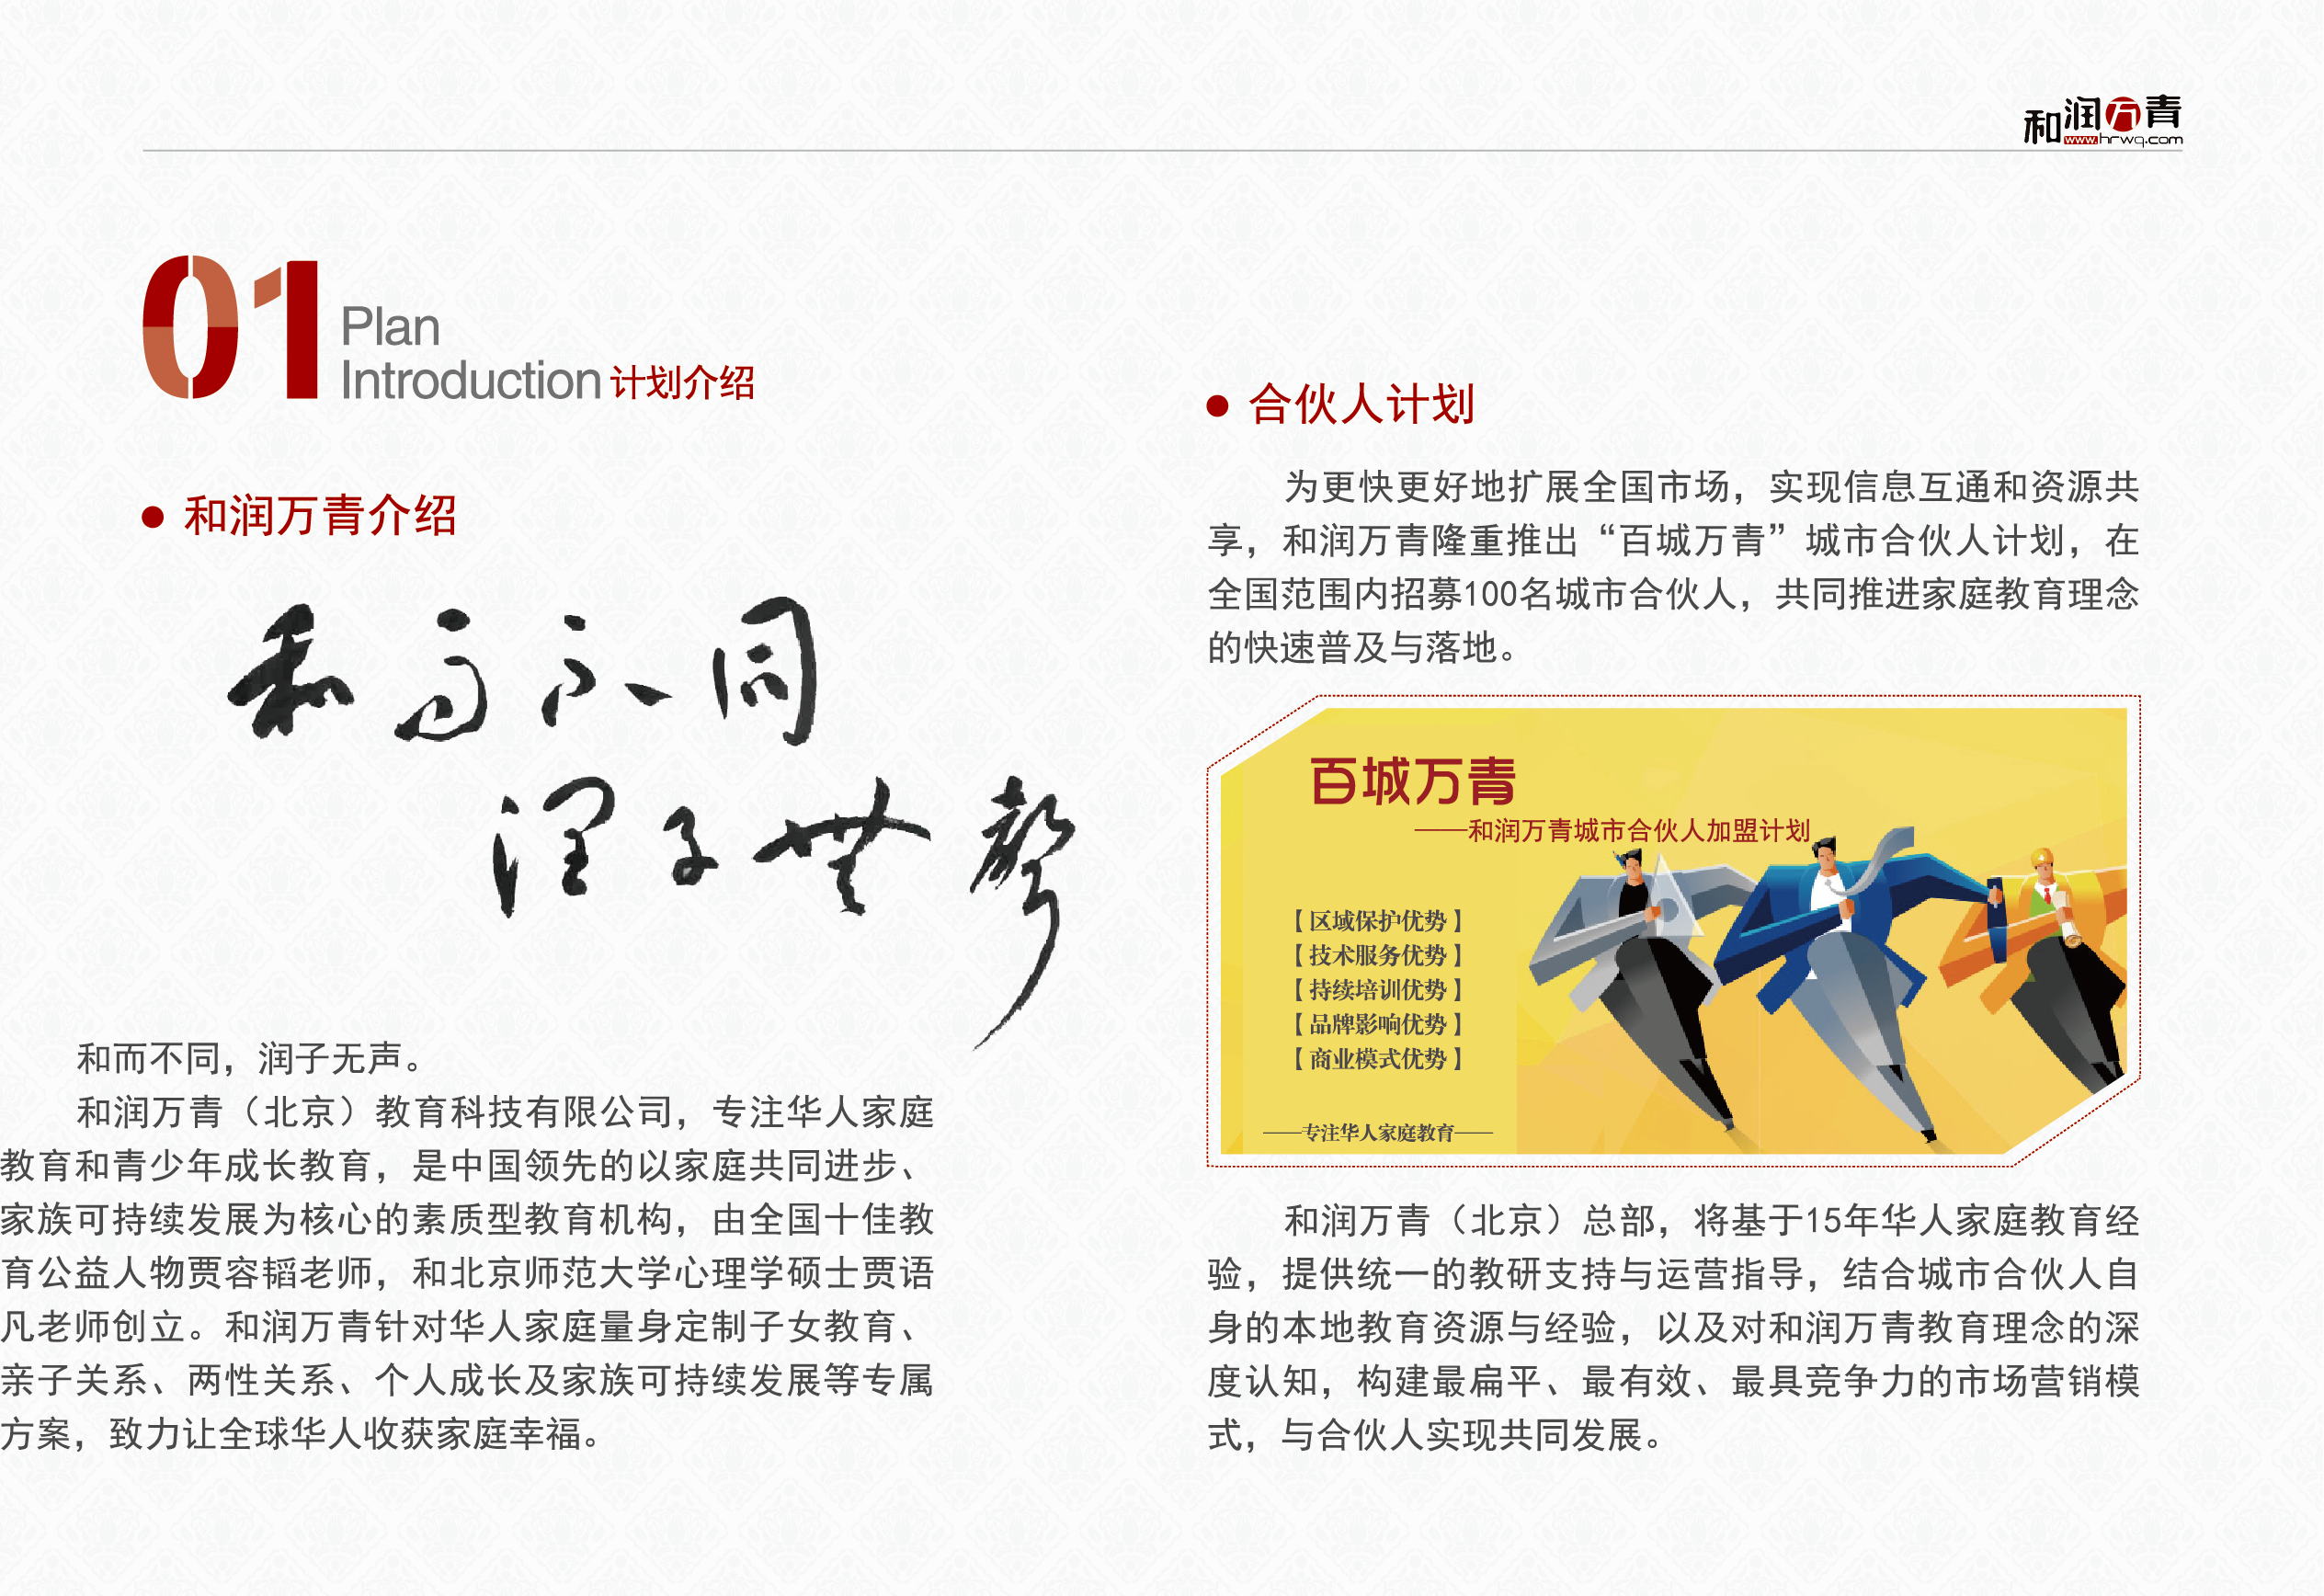 和润万青
www.hrwq.com
01
Plan
Introduction 计划介绍
● 和润万青介绍
和而不同
润子無聲
和而不同，润子无声。
和润万青（北京）教育科技有限公司，专注华人家庭
教育和青少年成长教育，是中国领先的以家庭共同进步、
家族可持续发展为核心的素质型教育机构，由全国十佳教
育公益人物贾容韬老师，和北京师范大学心理学硕士贾语
凡老师创立。和润万青针对华人家庭量身定制子女教育、
亲子关系、两性关系、个人成长及家族可持续发展等专属
方案，致力让全球华人收获家庭幸福。
● 合伙人计划
为更快更好地扩展全国市场，实现信息互通和资源共
享，和润万青隆重推出“百城万青”城市合伙人计划，在
全国范围内招募100名城市合伙人，共同推进家庭教育理念
的快速普及与落地。
百城万青
——和润万青城市合伙人加盟计划
【区域保护优势】
【技术服务优势】
【持续培训优势】
【品牌影响优势】
【商业模式优势】
——专注华人家庭教育——
和润万青（北京）总部，将基于15年华人家庭教育经
验，提供统一的教研支持与运营指导，结合城市合伙人自
身的本地教育资源与经验，以及对和润万青教育理念的深
度认知，构建最扁平、最有效、最具竞争力的市场营销模
式，与合伙人实现共同发展。